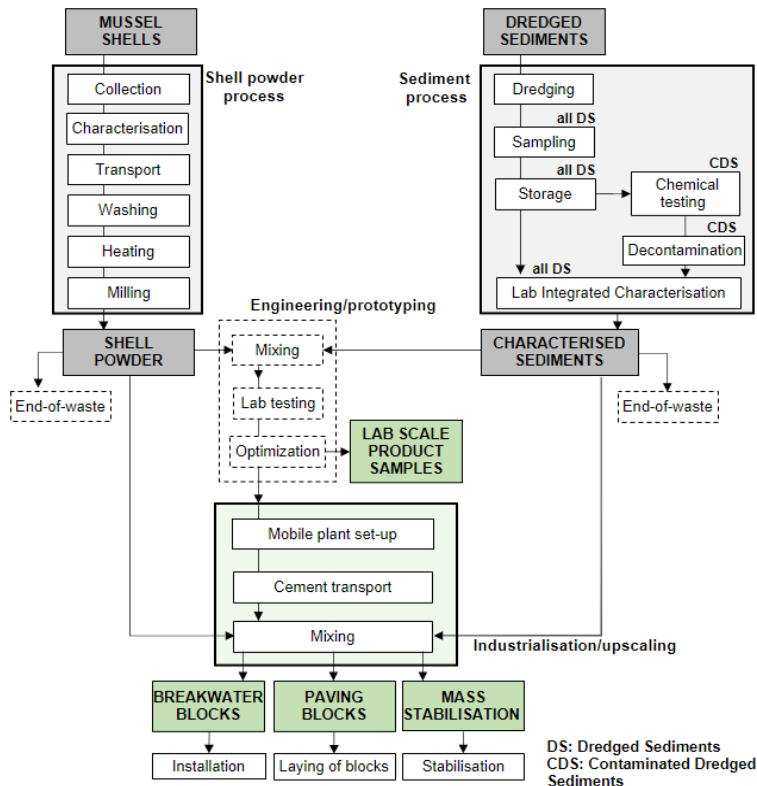 MUSSEL
SHELLS
DREDGED
SEDIMENTS
Shell powder
process
Sediment
process
Collection
Characterisation
Transport
Washing
Heating
Milling
Dredging
all DS
Sampling
all DS
Storage
CDS
Chemical
testing
CDS
Decontamination
all DS
Lab Integrated Characterisation
Engineering/prototyping
SHELL
POWDER
Mixing
CHARACTERISED
SEDIMENTS
End-of-waste
Lab testing
End-of-waste
Optimization
LAB SCALE
PRODUCT
SAMPLES
Mobile plant set-up
Cement transport
Mixing
Industrialisation/upscaling
BREAKWATER
BLOCKS
PAVING
BLOCKS
MASS
STABILISATION
Installation
Laying of blocks
Stabilisation
DS: Dredged Sediments
CDS: Contaminated Dredged
Sediments